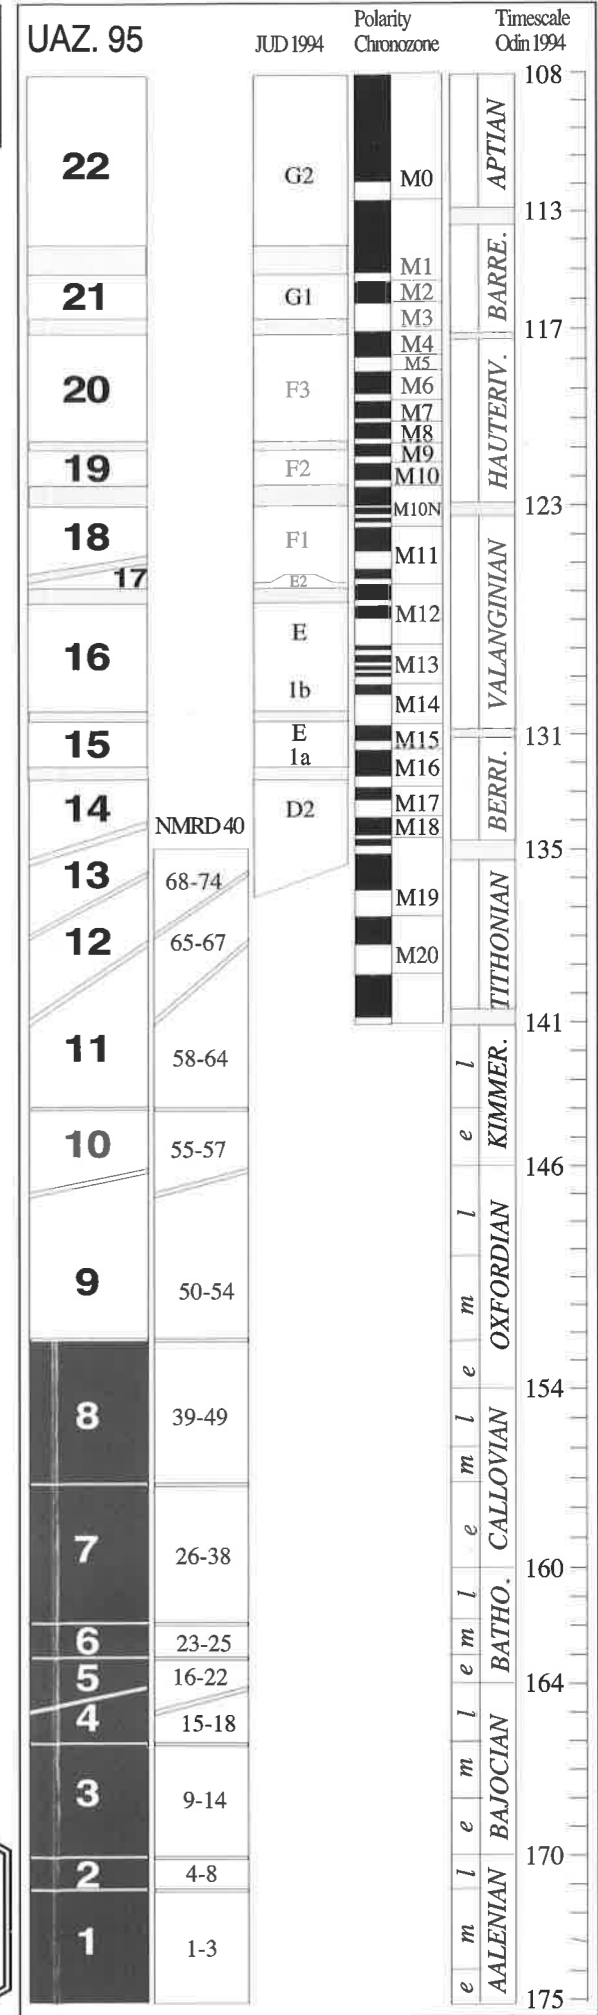 UAZ. 95
JUD 1994
Polarity
Chronozone
Timescale
Odin 1994
22
21
20
19
18
17
16
15
14
13
12
11
10
9
8
7
6
5
4
3
2
1
NMRD 40
68-74
65-67
58-64
55-57
50-54
39-49
26-38
23-25
16-22
15-18
9-14
4-8
1-3
G2
G1
F3
F2
F1
E2
E
1b
E
1a
D2
M0
M1
M2
M3
M4
M5
M6
M7
M8
M9
M10
M10N
M11
M12
M13
M14
M15
M16
M17
M18
M19
M20
l
e
l
m
e
l
m
e
l
m
e
l
m
e
l
m
e
APTIAN
BARRE.
HAUTERIV.
VALANGINIAN
BERRI.
TITHONIAN
KIMMER.
OXFORDIAN
CALLOVIAN
BATHO.
BAJOCIAN
AALENIAN
108
113
117
123
131
135
141
146
154
160
164
170
175